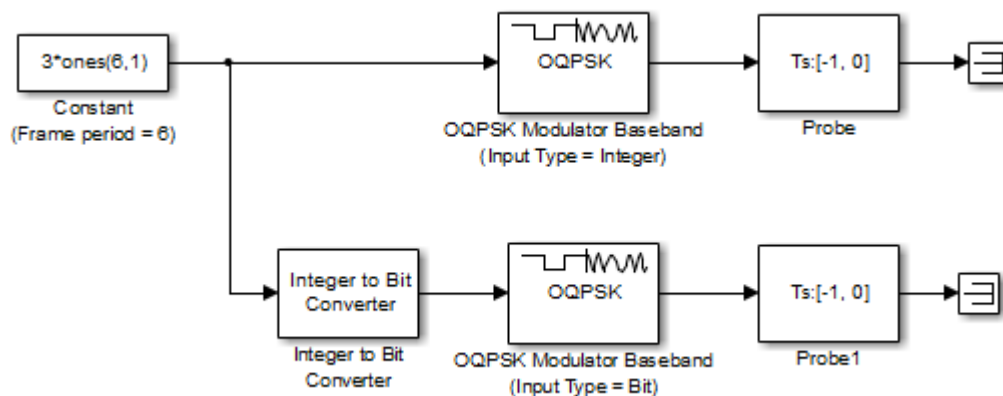 3*ones(6,1)
Constant
(Frame period = 6)
OQPSK
OQPSK Modulator Baseband
(Input Type = Integer)
Ts:[-1, 0]
Probe
Integer to Bit
Converter
Integer to Bit
Converter
OQPSK
OQPSK Modulator Baseband
(Input Type = Bit)
Ts:[-1, 0]
Probe1